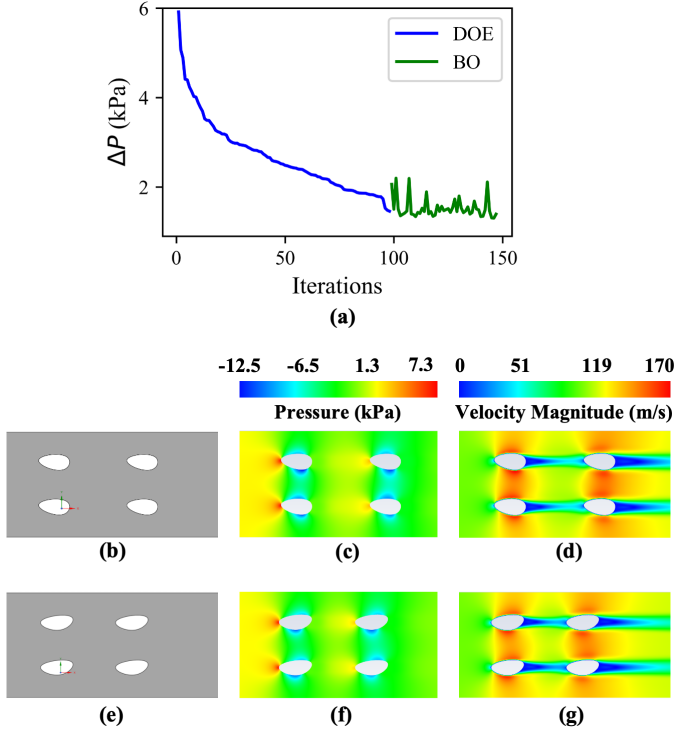 6
4
2
ΔP (kPa)
DOE
BO
0 50 100 150
Iterations
(a)
-12.5 -6.5 1.3 7.3
Pressure (kPa)
0 51 119 170
Velocity Magnitude (m/s)
(b) (c) (d)
(e) (f) (g)